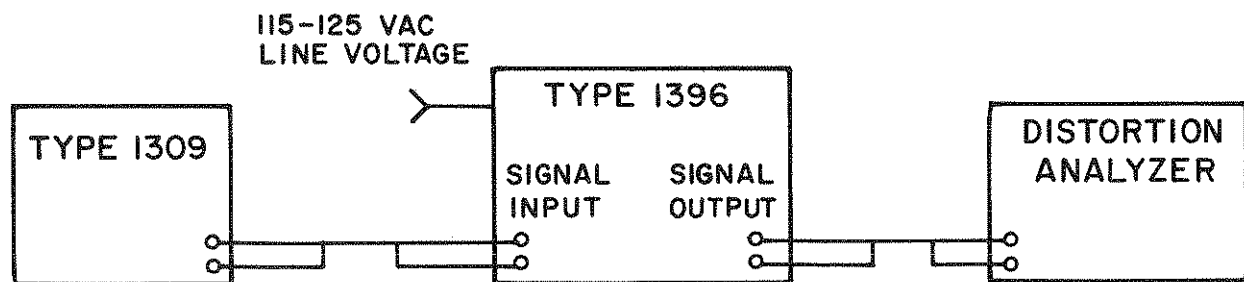 115-125 VAC
LINE VOLTAGE
TYPE 1309
TYPE 1396
SIGNAL INPUT
SIGNAL OUTPUT
DISTORTION
ANALYZER